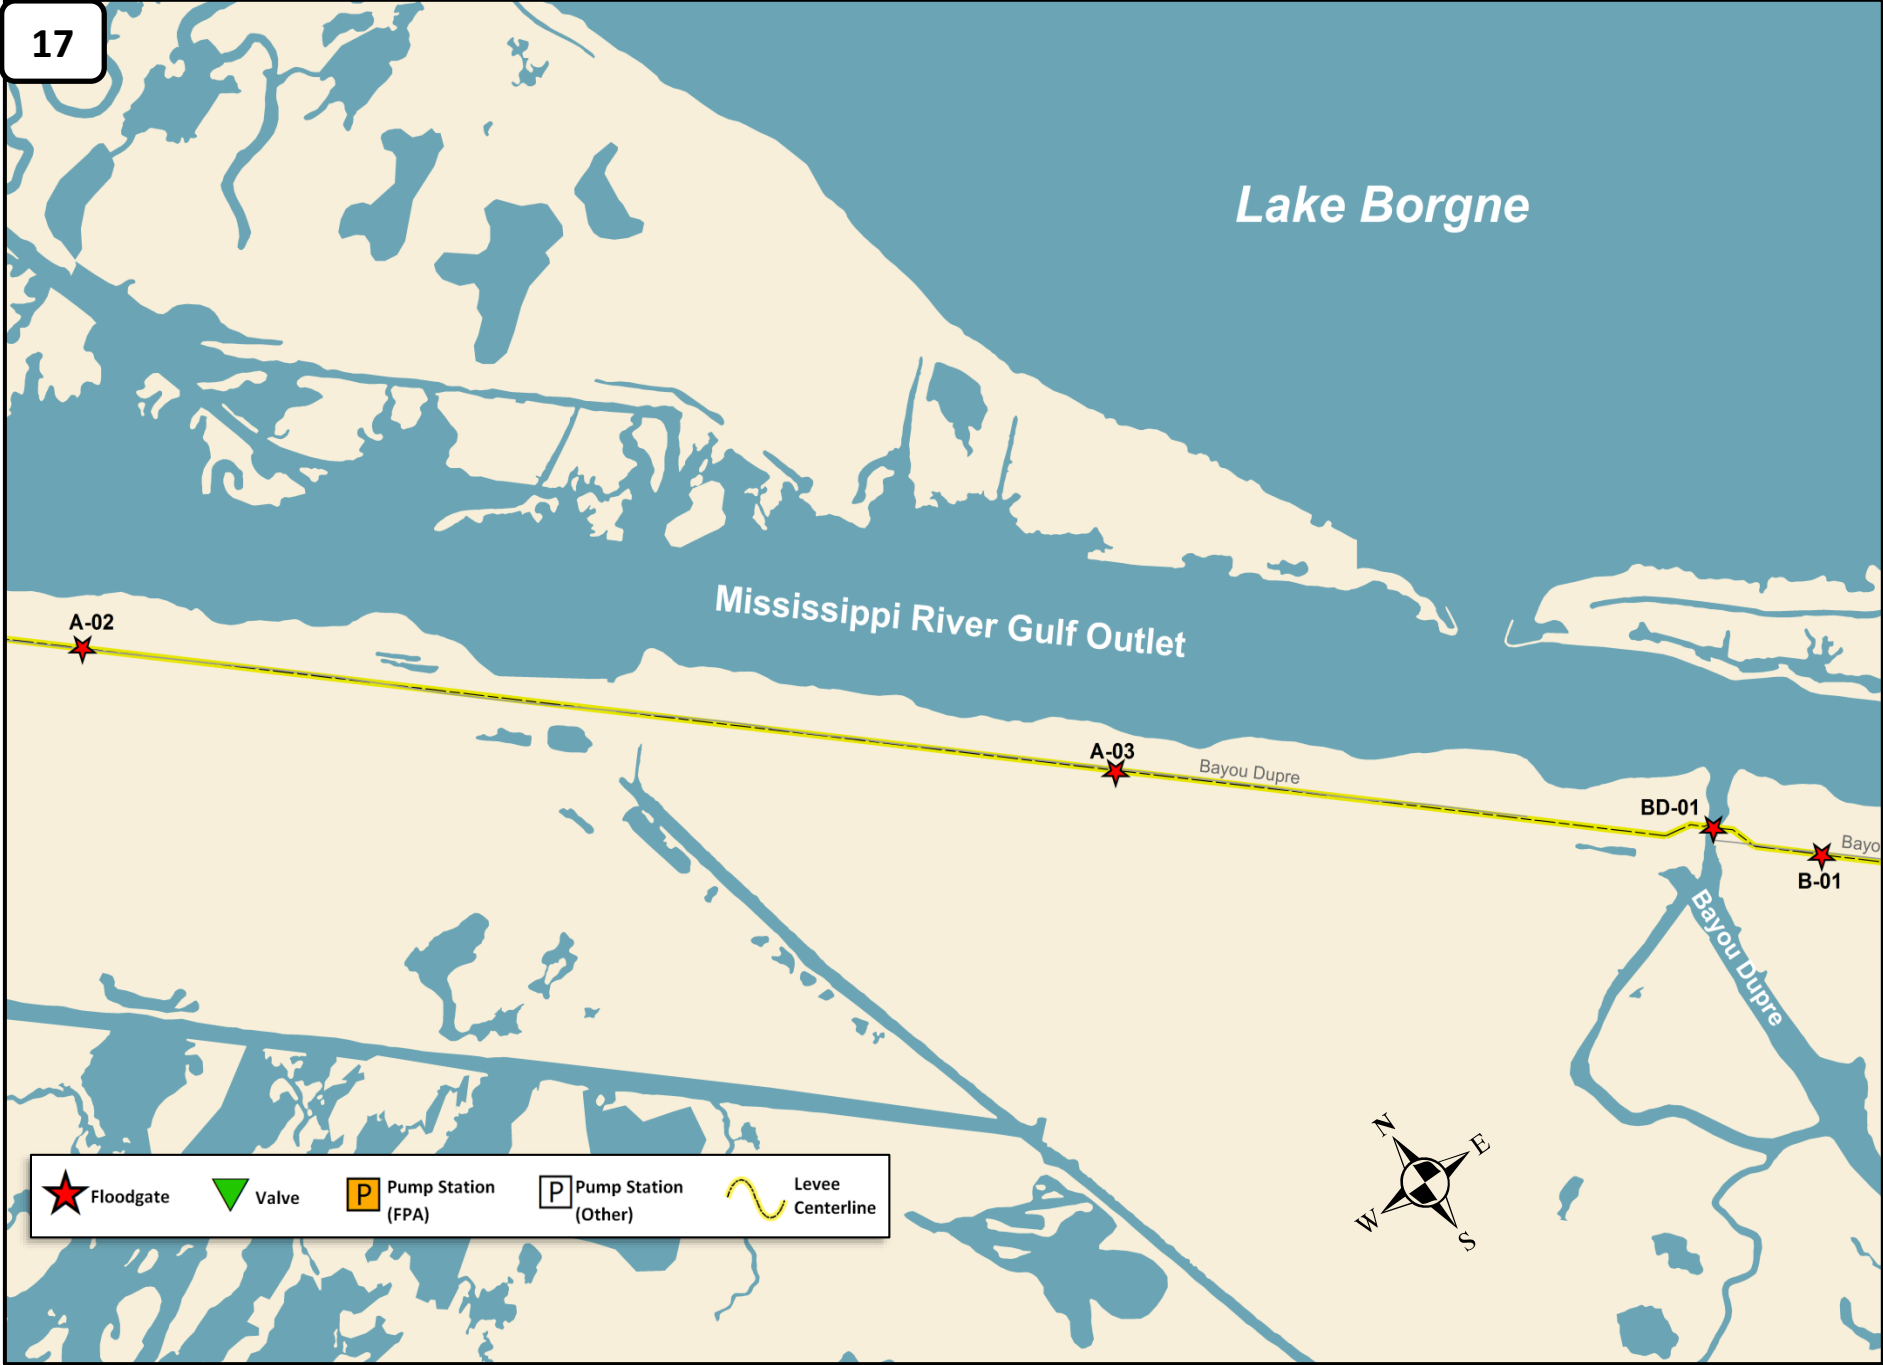 17
Lake Borgne
Mississippi River Gulf Outlet
A-02
A-03
Bayou Dupre
BD-01
Bayo
B-01
Bayou Dupre
N
E
W
S
Floodgate
Valve
P
Pump Station
(FPA)
P
Pump Station
(Other)
Levee
Centerline